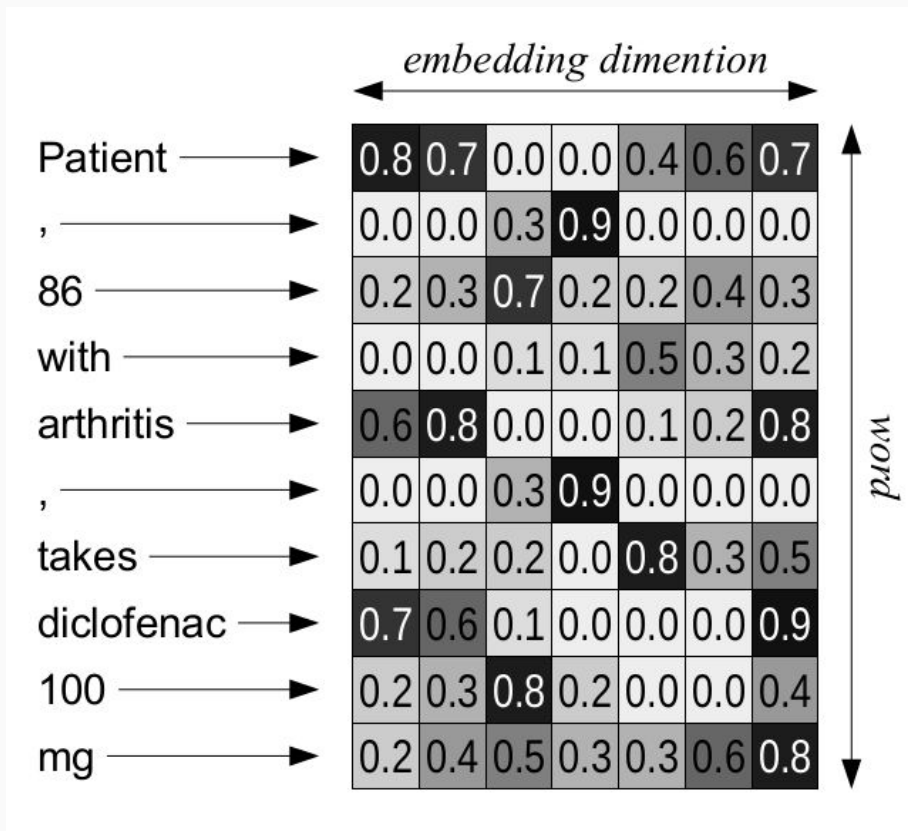 embedding dimention
Patient 0.8 0.7 0.0 0.0 0.4 0.6 0.7
, 0.0 0.0 0.3 0.9 0.0 0.0 0.0
86 0.2 0.3 0.7 0.2 0.2 0.4 0.3
with 0.0 0.0 0.1 0.1 0.5 0.3 0.2
arthritis 0.6 0.8 0.0 0.0 0.1 0.2 0.8
, 0.0 0.0 0.3 0.9 0.0 0.0 0.0
takes 0.1 0.2 0.2 0.0 0.8 0.3 0.5
diclofenac 0.7 0.6 0.1 0.0 0.0 0.0 0.9
100 0.2 0.3 0.8 0.2 0.0 0.0 0.4
mg 0.2 0.4 0.5 0.3 0.3 0.6 0.8
word